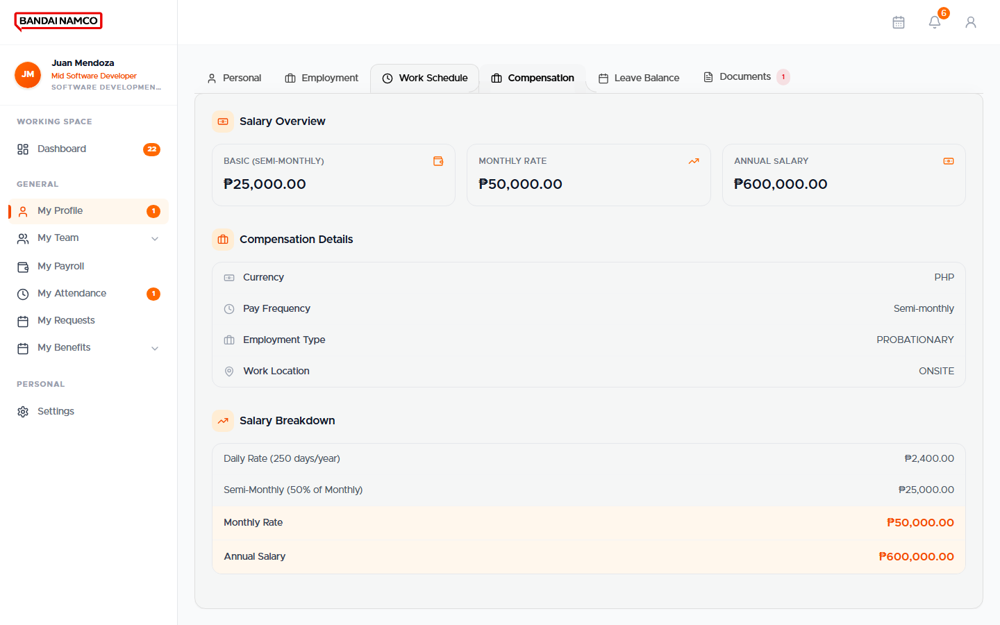 BANDAI NAMCO
6
JM
Juan Mendoza
Mid Software Developer
SOFTWARE DEVELOPMEN...
WORKING SPACE
Dashboard 22
GENERAL
My Profile 1
My Team
My Payroll
My Attendance 1
My Requests
My Benefits
PERSONAL
Settings
Personal Employment Work Schedule Compensation Leave Balance Documents 1
Salary Overview
BASIC (SEMI-MONTHLY)
₱25,000.00
MONTHLY RATE
₱50,000.00
ANNUAL SALARY
₱600,000.00
Compensation Details
Currency PHP
Pay Frequency Semi-monthly
Employment Type PROBATIONARY
Work Location ONSITE
Salary Breakdown
Daily Rate (250 days/year) ₱2,400.00
Semi-Monthly (50% of Monthly) ₱25,000.00
Monthly Rate ₱50,000.00
Annual Salary ₱600,000.00